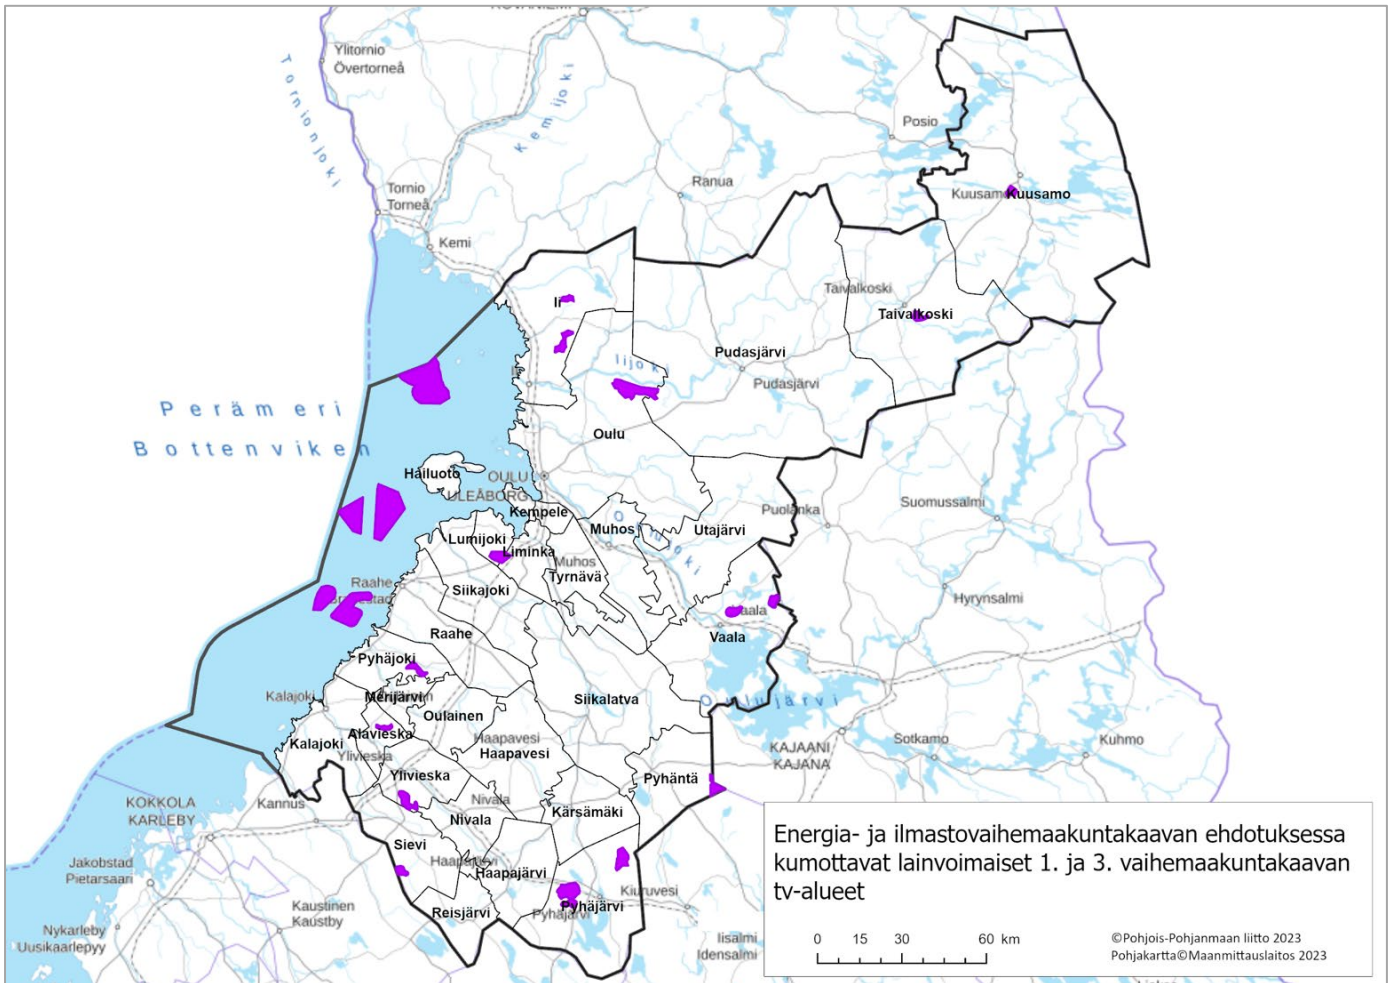 ROVANIEMI
Ylitornio
Övertorneå
Tornionjoki
Kemijoki
Posio
Ranua
Tornio
Torneå
Kuusamo
Kuusamo
Kemi
Taivalkoski
Taivalkoski
Ii
Iijoki
Pudasjärvi
Pudasjärvi
Ii
Perämeri
Bottenviken
Oulu
Hailuoto
OULU
ULEÅBORG
Kempele
Suomussalmi
Puolanka
Oulujoki
Muhos
Utajärvi
Lumijoki
Liminka
Muhos
Tyrnävä
Raahe
Siikajoki
Hyrynsalmi
Vaala
Vaala
Raahe
Pyhäjoki
Kalajoki
Merijärvi
Siikalatva
Oulujärvi
Oulainen
Alavieska
Kalajoki
Ylivieska
Haapavesi
Haapavesi
KAJAANI
KAJANA
Sotkamo
Kuhmo
Ylivieska
Pyhäntä
KOKKOLA
KARLEBY
Kannus
Nivala
Nivala
Kärsämäki
Sievi
Haapajärvi
Haapajärvi
Jakobstad
Pietarsaari
Kiuruvesi
Pyhäjärvi
Pyhäjärvi
Reisjärvi
Kaustinen
Kaustby
Nykarleby
Uusikaarlepyy
Iisalmi
Idensalmi
Energia- ja ilmastovaihemaakuntakaavan ehdotuksessa
kumottavat lainvoimaiset 1. ja 3. vaihemaakuntakaavan
tv-alueet
0 15 30 60 km
©Pohjois-Pohjanmaan liitto 2023
Pohjakartta©Maanmittauslaitos 2023